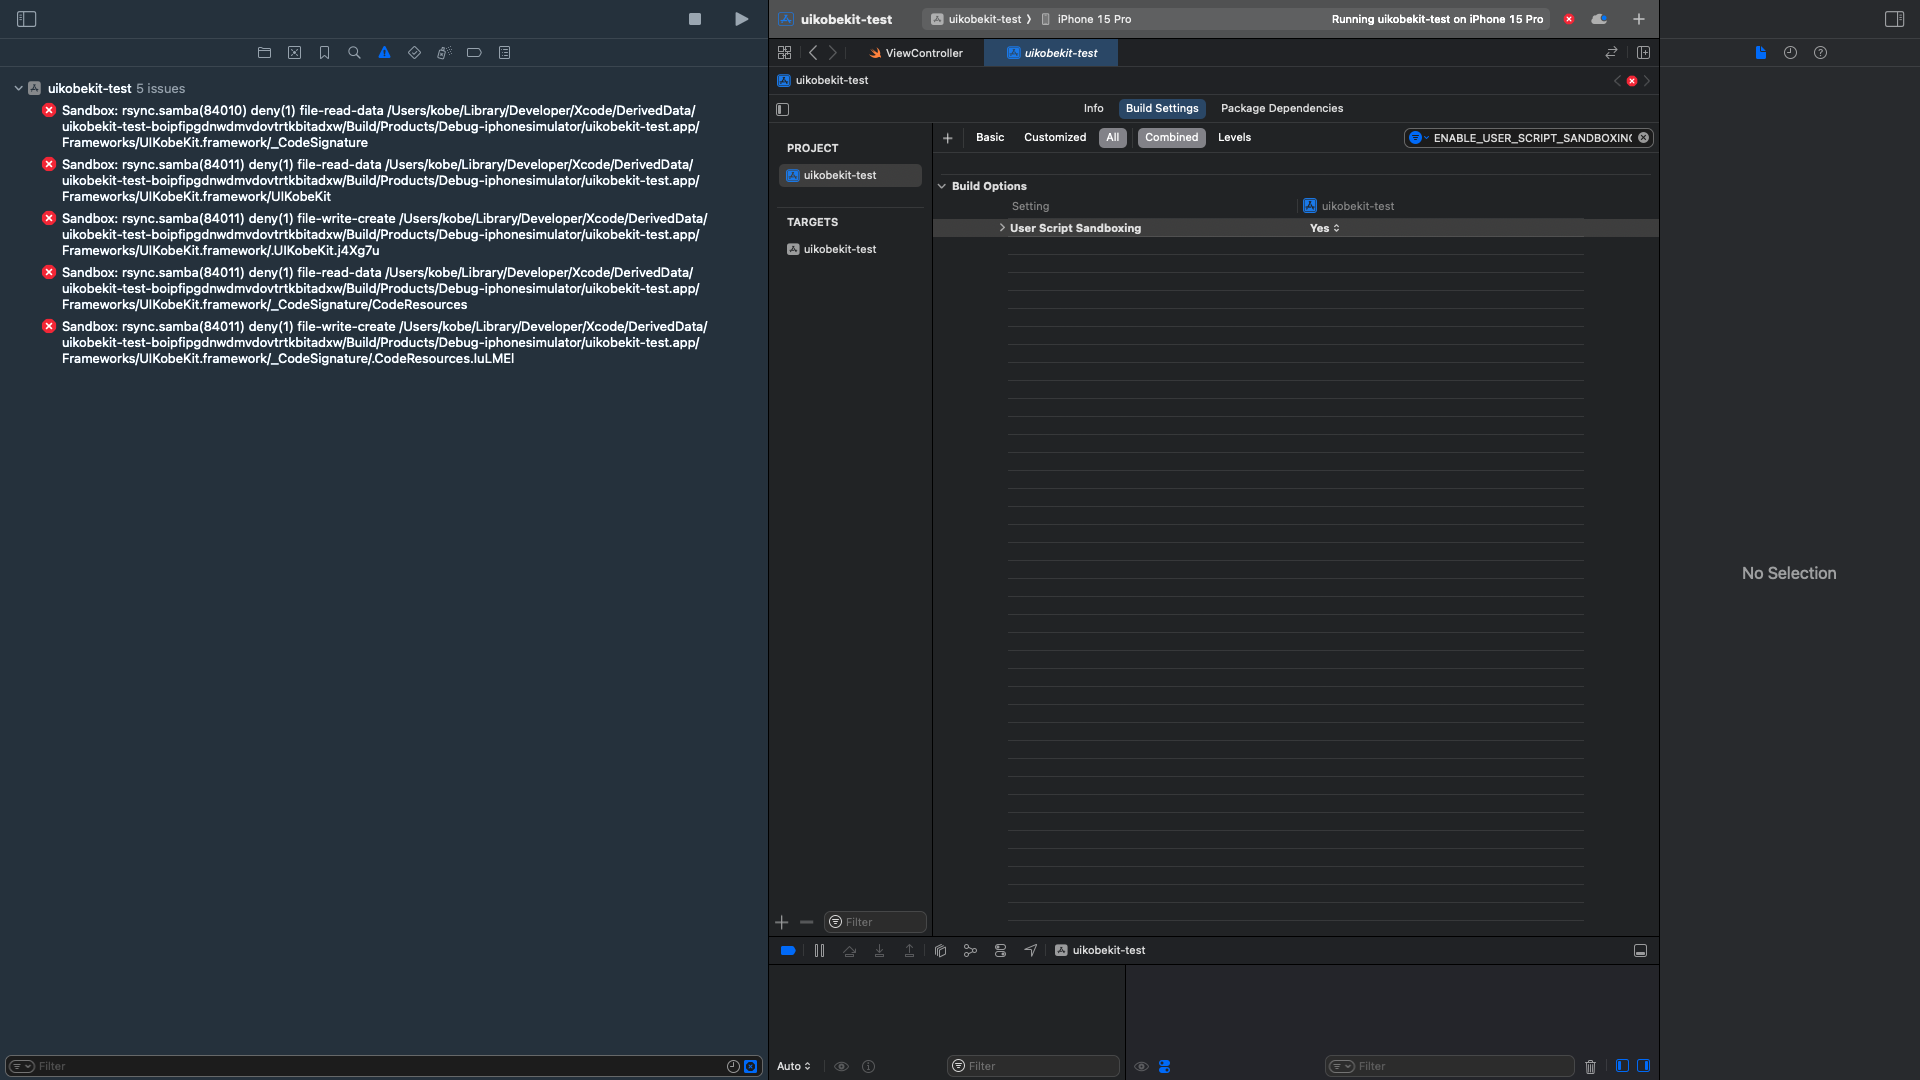 uikobekit-test 5 issues
Sandbox: rsync.samba(84010) deny(1) file-read-data /Users/kobe/Library/Developer/Xcode/DerivedData/
uikobekit-test-boipfipgdnwdmvdovtrtkbitadxw/Build/Products/Debug-iphonesimulator/uikobekit-test.app/
Frameworks/UIKobeKit.framework/_CodeSignature
Sandbox: rsync.samba(84011) deny(1) file-read-data /Users/kobe/Library/Developer/Xcode/DerivedData/
uikobekit-test-boipfipgdnwdmvdovtrtkbitadxw/Build/Products/Debug-iphonesimulator/uikobekit-test.app/
Frameworks/UIKobeKit.framework/UIKobeKit
Sandbox: rsync.samba(84011) deny(1) file-write-create /Users/kobe/Library/Developer/Xcode/DerivedData/
uikobekit-test-boipfipgdnwdmvdovtrtkbitadxw/Build/Products/Debug-iphonesimulator/uikobekit-test.app/
Frameworks/UIKobeKit.framework/.UIKobeKit.j4Xg7u
Sandbox: rsync.samba(84011) deny(1) file-read-data /Users/kobe/Library/Developer/Xcode/DerivedData/
uikobekit-test-boipfipgdnwdmvdovtrtkbitadxw/Build/Products/Debug-iphonesimulator/uikobekit-test.app/
Frameworks/UIKobeKit.framework/_CodeSignature/CodeResources
Sandbox: rsync.samba(84011) deny(1) file-write-create /Users/kobe/Library/Developer/Xcode/DerivedData/
uikobekit-test-boipfipgdnwdmvdovtrtkbitadxw/Build/Products/Debug-iphonesimulator/uikobekit-test.app/
Frameworks/UIKobeKit.framework/_CodeSignature/.CodeResources.IuLMEI
Filter
uikobekit-test
uikobekit-test ⟩ iPhone 15 Pro
Running uikobekit-test on iPhone 15 Pro
ViewController
uikobekit-test
uikobekit-test
Info Build Settings Package Dependencies
PROJECT
uikobekit-test
TARGETS
uikobekit-test
Filter
Basic Customized All Combined Levels
ENABLE_USER_SCRIPT_SANDBOXING
Build Options
Setting uikobekit-test
User Script Sandboxing Yes
uikobekit-test
Auto
Filter
Filter
No Selection